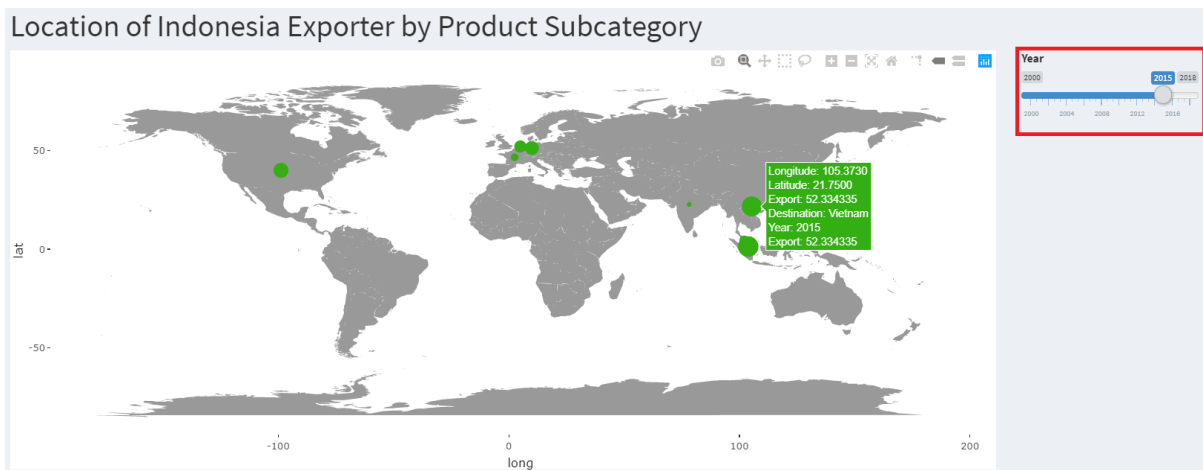 Location of Indonesia Exporter by Product Subcategory
Year
2000 2015 2018
2000 2004 2008 2012 2016
50
0
-50
lat
Longitude: 105.3730
Latitude: 21.7500
Export: 52.334335
Destination: Vietnam
Year: 2015
Export: 52.334335
-100 0 100 200
long